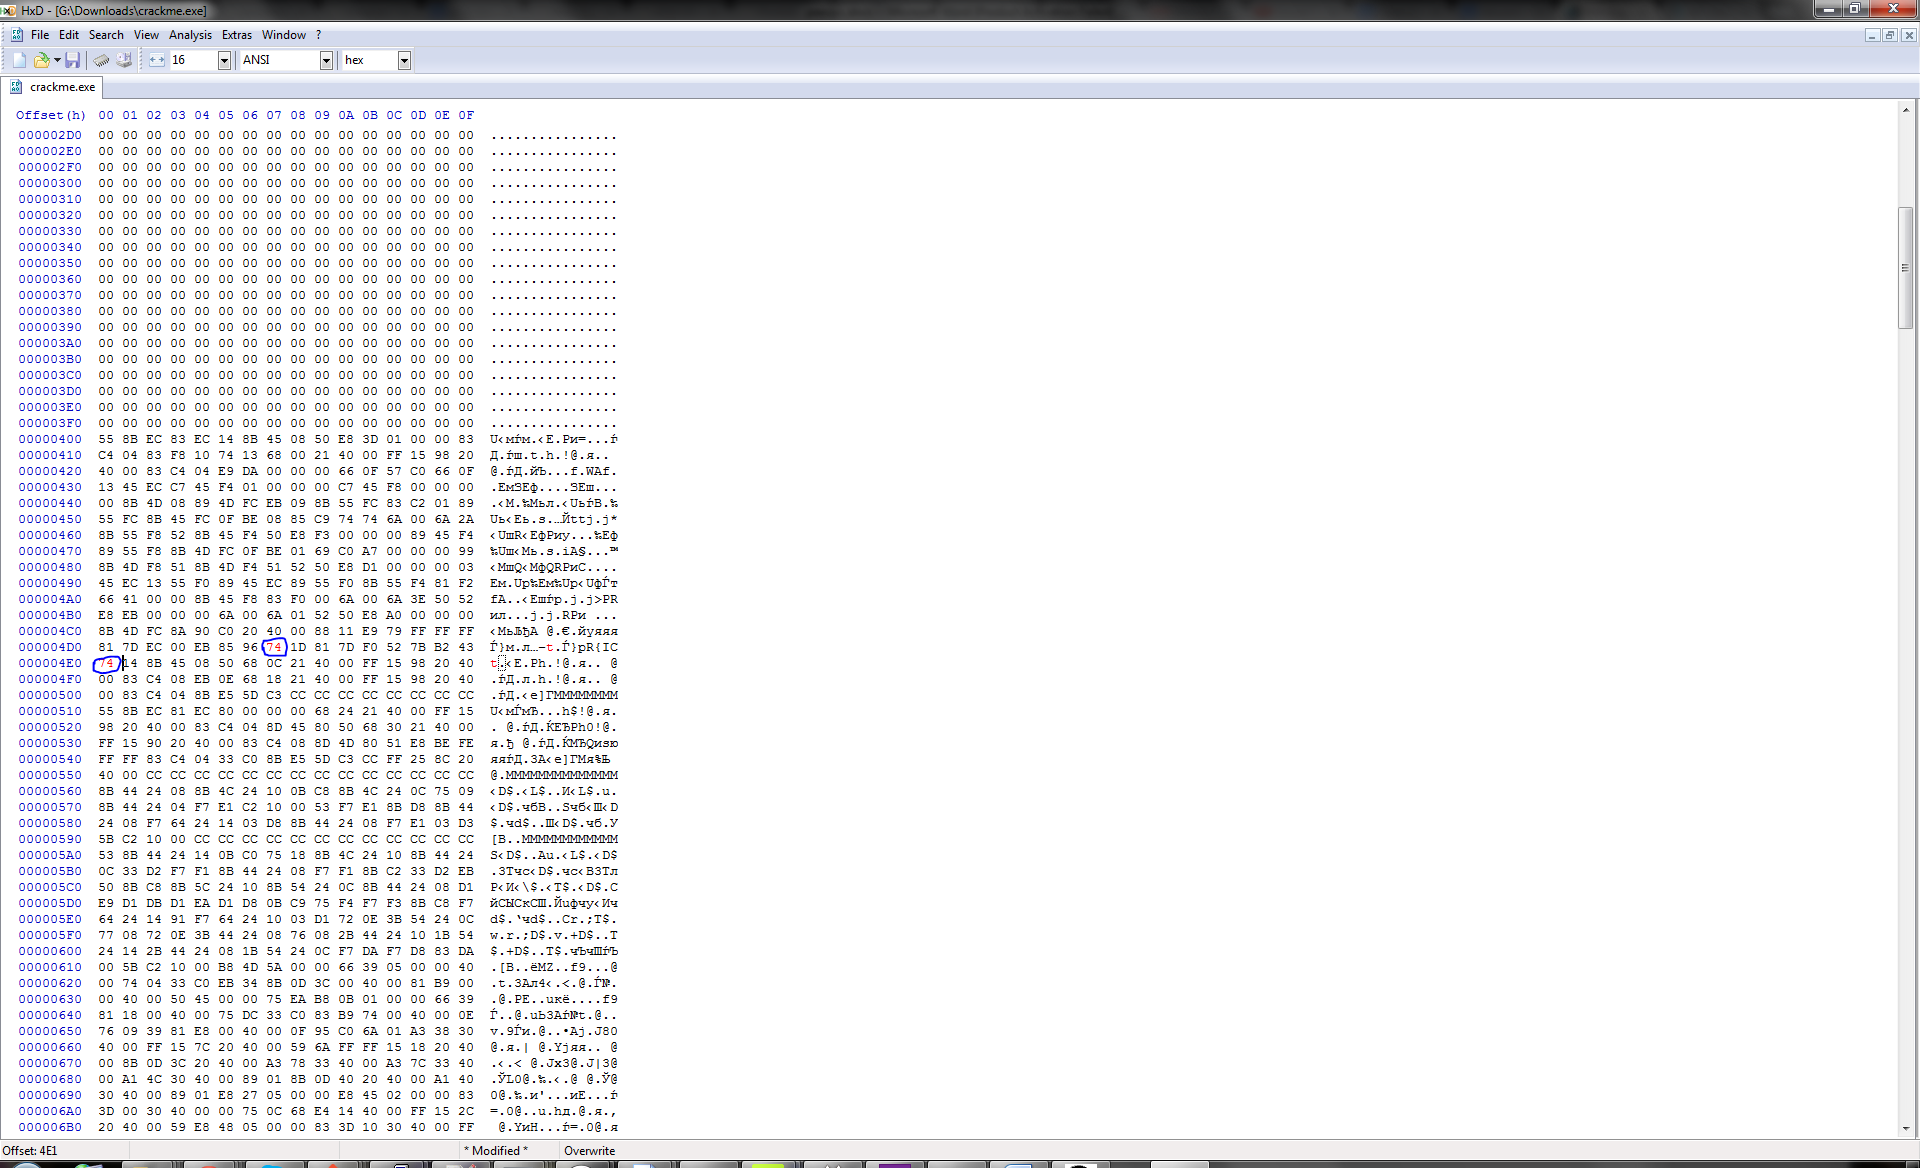 HxD - [G:\Downloads\crackme.exe]
File Edit Search View Analysis Extras Window ?
16 ANSI hex
crackme.exe
Offset(h) 00 01 02 03 04 05 06 07 08 09 0A 0B 0C 0D 0E 0F
000002D0 00 00 00 00 00 00 00 00 00 00 00 00 00 00 00 00 ................
000002E0 00 00 00 00 00 00 00 00 00 00 00 00 00 00 00 00 ................
000002F0 00 00 00 00 00 00 00 00 00 00 00 00 00 00 00 00 ................
00000300 00 00 00 00 00 00 00 00 00 00 00 00 00 00 00 00 ................
00000310 00 00 00 00 00 00 00 00 00 00 00 00 00 00 00 00 ................
00000320 00 00 00 00 00 00 00 00 00 00 00 00 00 00 00 00 ................
00000330 00 00 00 00 00 00 00 00 00 00 00 00 00 00 00 00 ................
00000340 00 00 00 00 00 00 00 00 00 00 00 00 00 00 00 00 ................
00000350 00 00 00 00 00 00 00 00 00 00 00 00 00 00 00 00 ................
00000360 00 00 00 00 00 00 00 00 00 00 00 00 00 00 00 00 ................
00000370 00 00 00 00 00 00 00 00 00 00 00 00 00 00 00 00 ................
00000380 00 00 00 00 00 00 00 00 00 00 00 00 00 00 00 00 ................
00000390 00 00 00 00 00 00 00 00 00 00 00 00 00 00 00 00 ................
000003A0 00 00 00 00 00 00 00 00 00 00 00 00 00 00 00 00 ................
000003B0 00 00 00 00 00 00 00 00 00 00 00 00 00 00 00 00 ................
000003C0 00 00 00 00 00 00 00 00 00 00 00 00 00 00 00 00 ................
000003D0 00 00 00 00 00 00 00 00 00 00 00 00 00 00 00 00 ................
000003E0 00 00 00 00 00 00 00 00 00 00 00 00 00 00 00 00 ................
000003F0 00 00 00 00 00 00 00 00 00 00 00 00 00 00 00 00 ................
00000400 55 8B EC 83 EC 14 8B 45 08 50 E8 3D 01 00 00 83 U‹мѓм.‹E.Pи=...ѓ
00000410 C4 04 83 F8 10 74 13 68 00 21 40 00 FF 15 98 20 Д.ѓш.t.h.!@.я..
00000420 40 00 83 C4 04 E9 DA 00 00 00 66 0F 57 C0 66 0F @.ѓД.йЪ...f.WАf.
00000430 13 45 EC C7 45 F4 01 00 00 00 C7 45 F8 00 00 00 .EмЗEф....ЗEш...
00000440 00 8B 4D 08 89 4D FC EB 09 8B 55 FC 83 C2 01 89 .‹M.‰Mьл.‹UьѓВ.‰
00000450 55 FC 8B 45 FC 0F BE 08 85 C9 74 74 6A 00 6A 2A Uь‹Eь.ѕ.…Йttj.j*
00000460 8B 55 F8 52 8B 45 F4 50 E8 F3 00 00 00 89 45 F4 ‹UшR‹EфPиу...‰Eф
00000470 89 55 F8 8B 4D FC 0F BE 01 69 C0 A7 00 00 00 99 ‰Uш‹Mь.ѕ.iА§...™
00000480 8B 4D F8 51 8B 4D F4 51 52 50 E8 D1 00 00 00 03 ‹MшQ‹MфQRPиС....
00000490 45 EC 13 55 F0 89 45 EC 89 55 F0 8B 55 F4 81 F2 Eм.Uр‰Eм‰Uр‹UфЃт
000004A0 66 41 00 00 8B 45 F8 83 F0 00 6A 00 6A 3E 50 52 fA..‹Eшѓр.j.j>PR
000004B0 E8 EB 00 00 00 6A 00 6A 01 52 50 E8 A0 00 00 00 ил...j.j.RPи ...
000004C0 8B 4D FC 8A 90 C0 20 40 00 88 11 E9 79 FF FF FF ‹MьЉђА @.€.йyяяя
000004D0 81 7D EC 00 EB 85 96 74 1D 81 7D F0 52 7B B2 43 Ѓ}м.л…–t.Ѓ}рR{ІC
000004E0 74 14 8B 45 08 50 68 0C 21 40 00 FF 15 98 20 40 t.‹E.Ph.!@.я.. @
000004F0 00 83 C4 08 EB 0E 68 18 21 40 00 FF 15 98 20 40 .ѓД.л.h.!@.я.. @
00000500 00 83 C4 04 8B E5 5D C3 CC CC CC CC CC CC CC CC .ѓД.‹е]ГММММММММ
00000510 55 8B EC 81 EC 80 00 00 00 68 24 21 40 00 FF 15 U‹мЃмЂ...h$!@.я.
00000520 98 20 40 00 83 C4 04 8D 45 80 50 68 30 21 40 00 . @.ѓД.ЌEЂPh0!@.
00000530 FF 15 90 20 40 00 83 C4 08 8D 4D 80 51 E8 BE FE я.ђ @.ѓД.ЌMЂQиѕю
00000540 FF FF 83 C4 04 33 C0 8B E5 5D C3 CC FF 25 8C 20 яяѓД.3А‹е]ГМя%Њ
00000550 40 00 CC CC CC CC CC CC CC CC CC CC CC CC CC CC @.ММММММММММММММ
00000560 8B 44 24 08 8B 4C 24 10 0B C8 8B 4C 24 0C 75 09 ‹D$.‹L$..И‹L$.u.
00000570 8B 44 24 04 F7 E1 C2 10 00 53 F7 E1 8B D8 8B 44 ‹D$.чбВ..Sчб‹Ш‹D
00000580 24 08 F7 64 24 14 03 D8 8B 44 24 08 F7 E1 03 D3 $.чd$..Ш‹D$.чб.У
00000590 5B C2 10 00 CC CC CC CC CC CC CC CC CC CC CC CC [В..ММММММММММММ
000005A0 53 8B 44 24 14 0B C0 75 18 8B 4C 24 10 8B 44 24 S‹D$..Аu.‹L$.‹D$
000005B0 0C 33 D2 F7 F1 8B 44 24 08 F7 F1 8B C2 33 D2 EB .3Тчс‹D$.чс‹В3Тл
000005C0 50 8B C8 8B 5C 24 10 8B 54 24 0C 8B 44 24 08 D1 P‹И‹\$.‹T$.‹D$.С
000005D0 E9 D1 DB D1 EA D1 D8 0B C9 75 F4 F7 F3 8B C8 F7 йСЫСкСШ.Йuфчу‹Ич
000005E0 64 24 14 91 F7 64 24 10 03 D1 72 0E 3B 54 24 0C d$.‘чd$..Сr.;T$.
000005F0 77 08 72 0E 3B 44 24 08 76 08 2B 44 24 10 1B 54 w.r.;D$.v.+D$..T
00000600 24 14 2B 44 24 08 1B 54 24 0C F7 DA F7 D8 83 DA $.+D$..T$.чЪчШѓЪ
00000610 00 5B C2 10 00 B8 4D 5A 00 00 66 39 05 00 00 40 .[В..ёMZ..f9...@
00000620 00 74 04 33 C0 EB 34 8B 0D 3C 00 40 00 81 B9 00 .t.3Ал4‹.<.@.Ѓ№.
00000630 00 40 00 50 45 00 00 75 EA B8 0B 01 00 00 66 39 .@.PE..uкё....f9
00000640 81 18 00 40 00 75 DC 33 C0 83 B9 74 00 40 00 0E Ѓ..@.uЬ3Аѓ№t.@..
00000650 76 09 39 81 E8 00 40 00 0F 95 C0 6A 01 A3 38 30 v.9Ѓи.@..•Аj.Ј80
00000660 40 00 FF 15 7C 20 40 00 59 6A FF FF 15 18 20 40 @.я.| @.Yjяя.. @
00000670 00 8B 0D 3C 20 40 00 A3 78 33 40 00 A3 7C 33 40 .‹.< @.Јx3@.Ј|3@
00000680 00 A1 4C 30 40 00 89 01 8B 0D 40 20 40 00 A1 40 .ЎL0@.‰.‹.@ @.Ў@
00000690 30 40 00 89 01 E8 27 05 00 00 E8 45 02 00 00 83 0@.‰.и'...иE...ѓ
000006A0 3D 00 30 40 00 00 75 0C 68 E4 14 40 00 FF 15 2C =.0@..u.hд.@.я.,
000006B0 20 40 00 59 E8 48 05 00 00 83 3D 10 30 40 00 FF @.YиH...ѓ=.0@.я
Offset: 4E1 * Modified * Overwrite